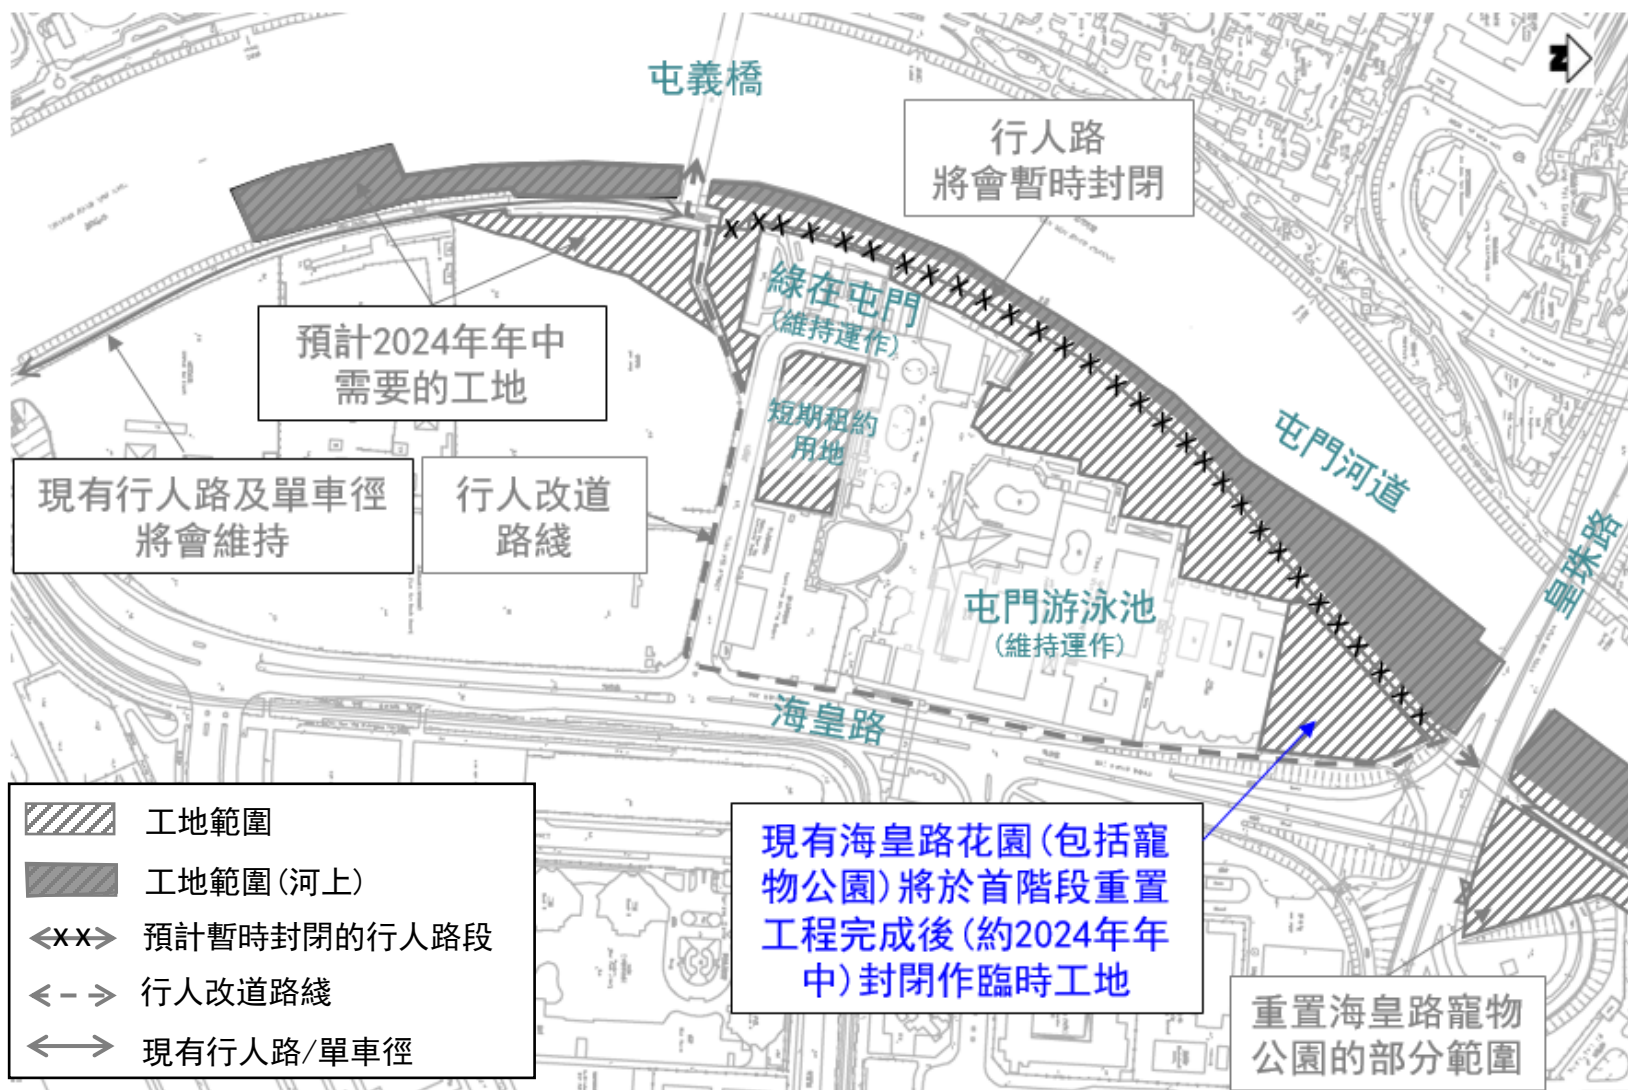 屯義橋
N
行人路
將會暫時封閉
綠在屯門
(維持運作)
預計2024年年中
需要的工地
短期租約
用地
屯門河道
現有行人路及單車徑
將會維持
行人改道
路綫
皇珠路
屯門游泳池
(維持運作)
海皇路
工地範圍
工地範圍(河上)
預計暫時封閉的行人路段
行人改道路綫
現有行人路/單車徑
現有海皇路花園(包括寵
物公園)將於首階段重置
工程完成後(約2024年年
中)封閉作臨時工地
重置海皇路寵物
公園的部分範圍